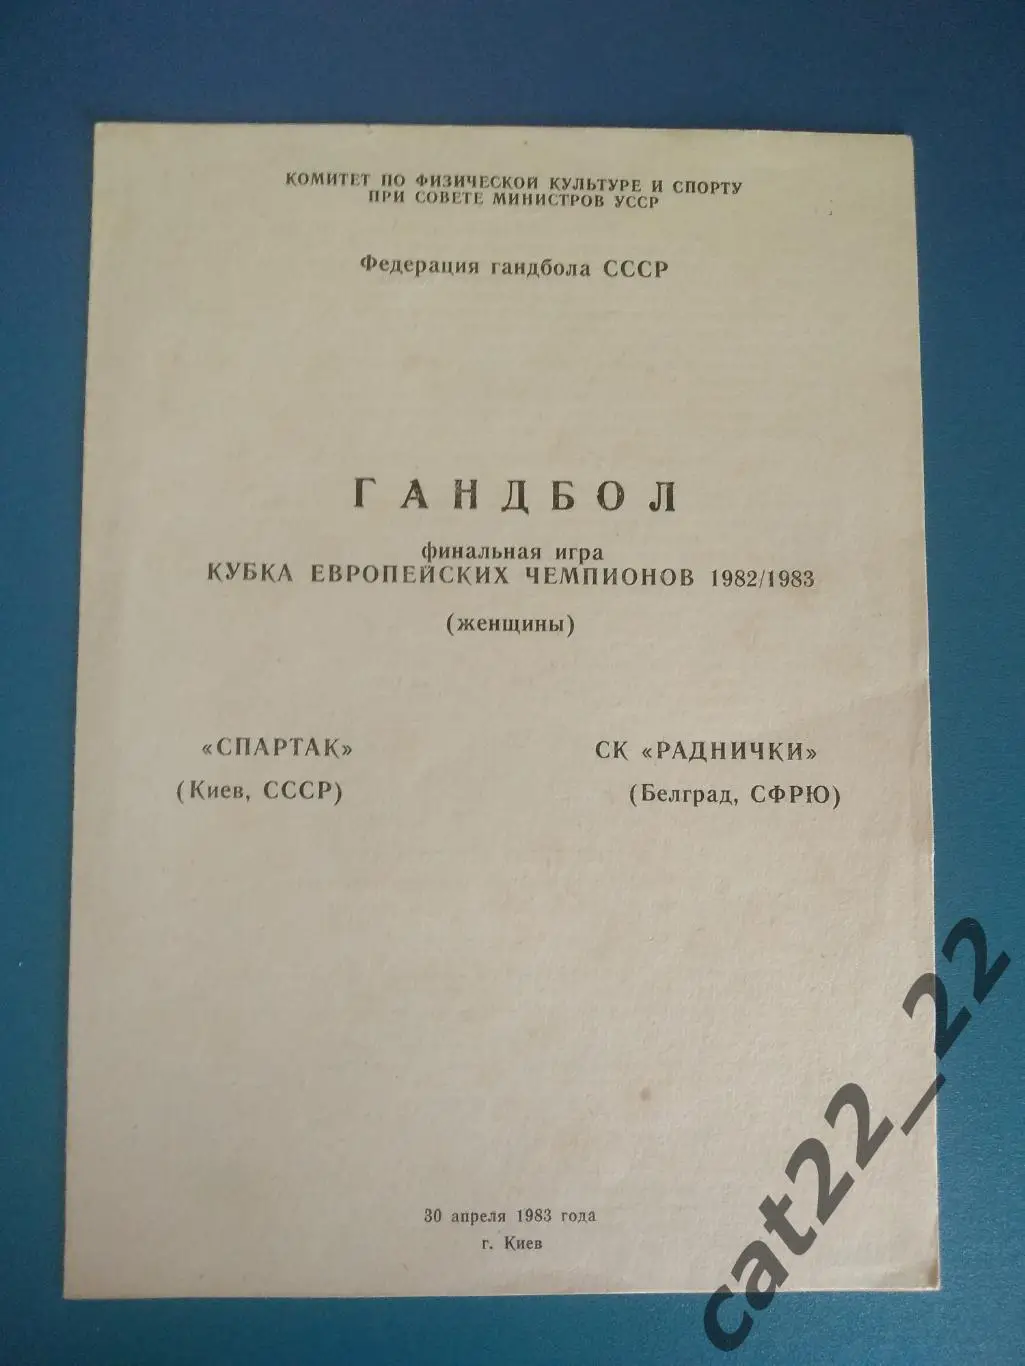 КОМИТЕТ ПО ФИЗИЧЕСКОЙ КУЛЬТУРЕ И СПОРТУ
ПРИ СОВЕТЕ МИНИСТРОВ УССР
Федерация гандбола СССР
ГАНДБОЛ
финальная игра
КУБКА ЕВРОПЕЙСКИХ ЧЕМПИОНОВ 1982/1983
(женщины)
«СПАРТАК» СК «РАДНИЧКИ»
(Киев, СССР) (Белград, СФРЮ)
30 апреля 1983 года
г. Киев
cat22_22